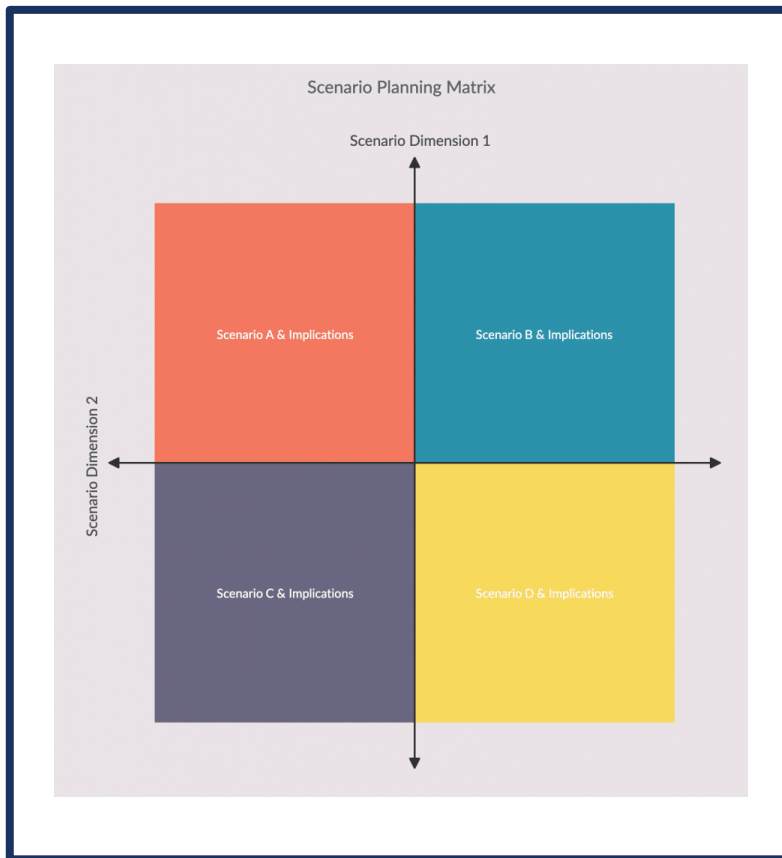 Scenario Planning Matrix
Scenario Dimension 1
Scenario A & Implications
Scenario B & Implications
Scenario Dimension 2
Scenario C & Implications
Scenario D & Implications